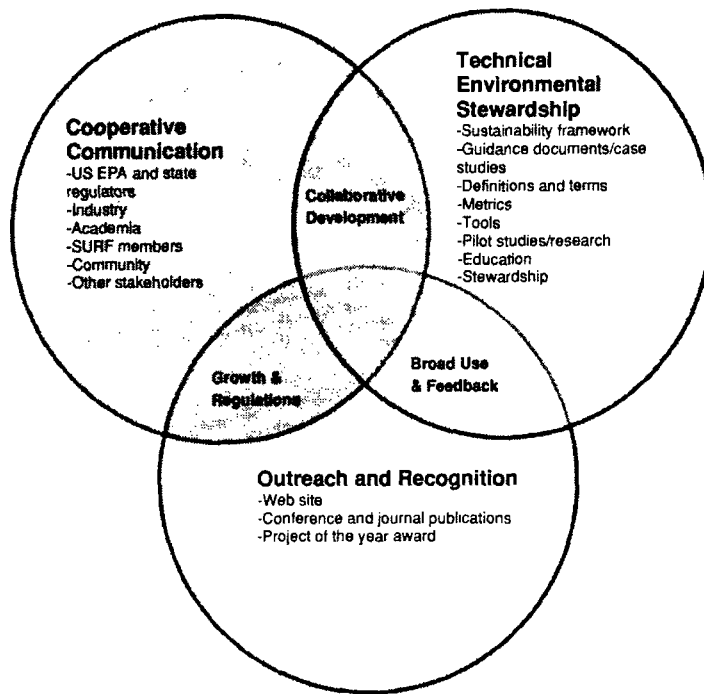 Cooperative
Communication
-US EPA and state
regulators
-Industry
-Academia
-SURF members
-Community
-Other stakeholders
Technical
Environmental
Stewardship
-Sustainability framework
-Guidance documents/case
studies
-Definitions and terms
-Metrics
-Tools
-Pilot studies/research
-Education
-Stewardship
Collaborative
Development
Growth &
Regulations
Broad Use
& Feedback
Outreach and Recognition
-Web site
-Conference and journal publications
-Project of the year award